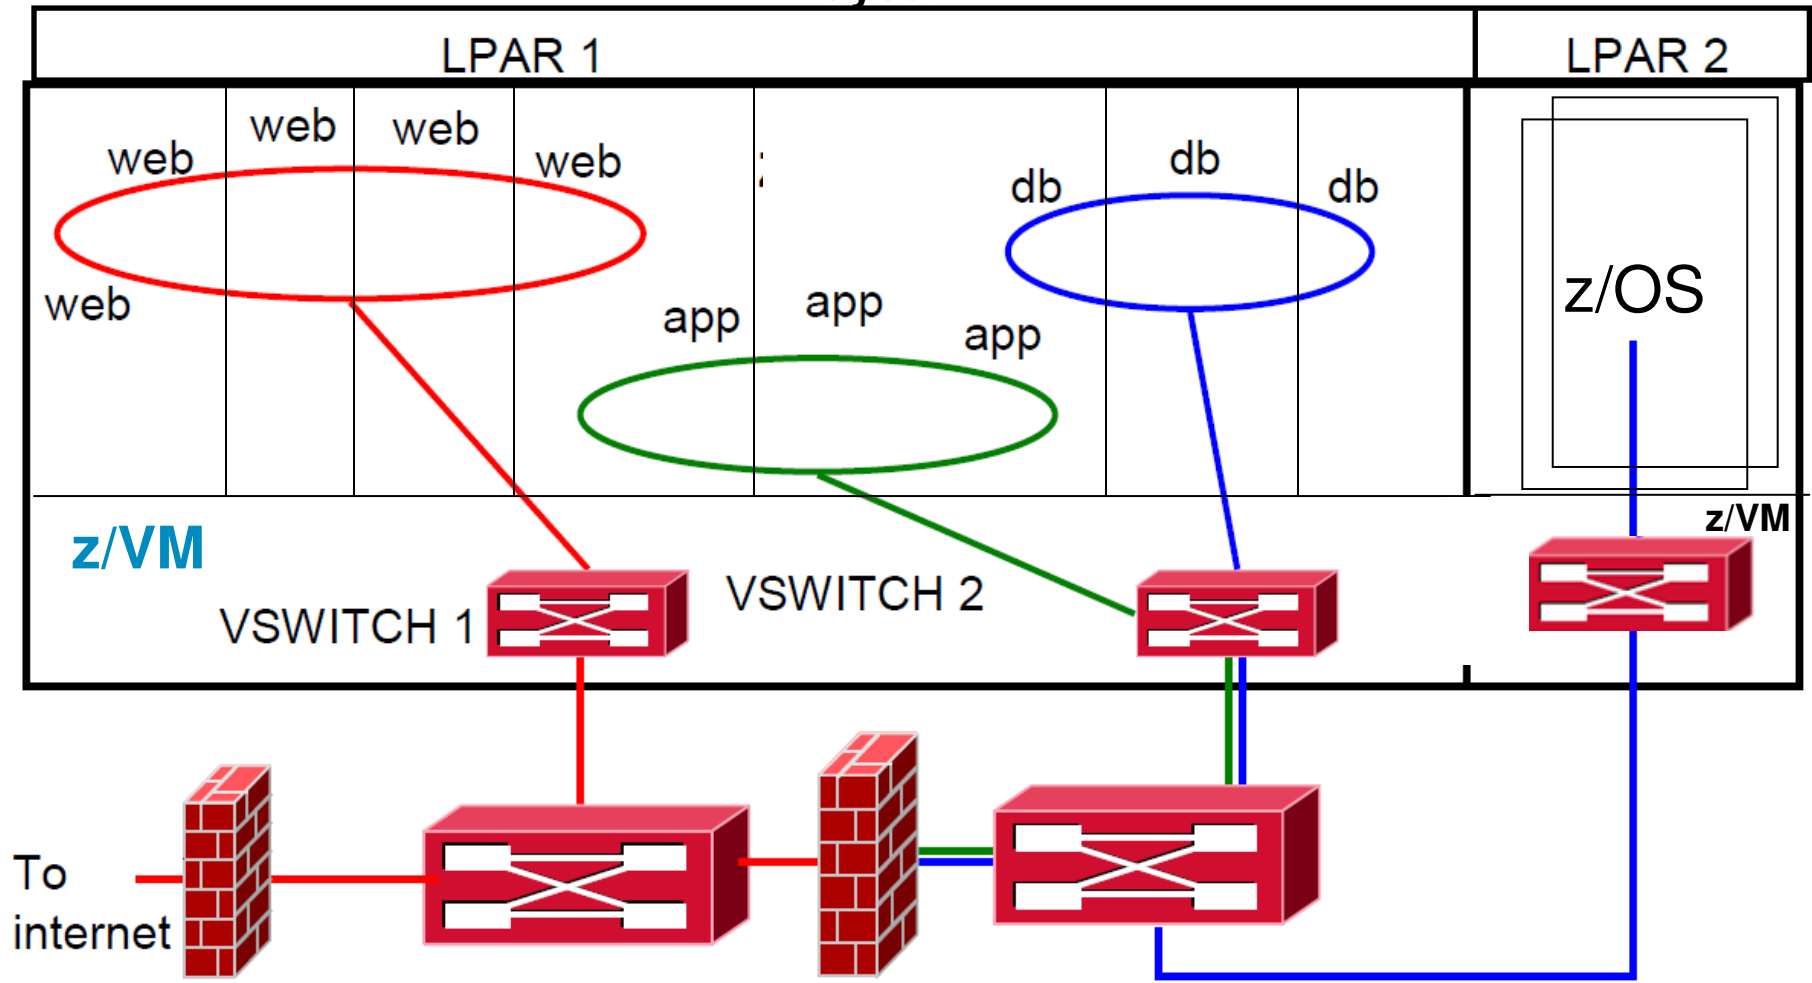 LPAR 1
LPAR 2
web
web
web
web
web
app
app
app
db
db
db
z/OS
z/VM
z/VM
VSWITCH 1
VSWITCH 2
To
internet